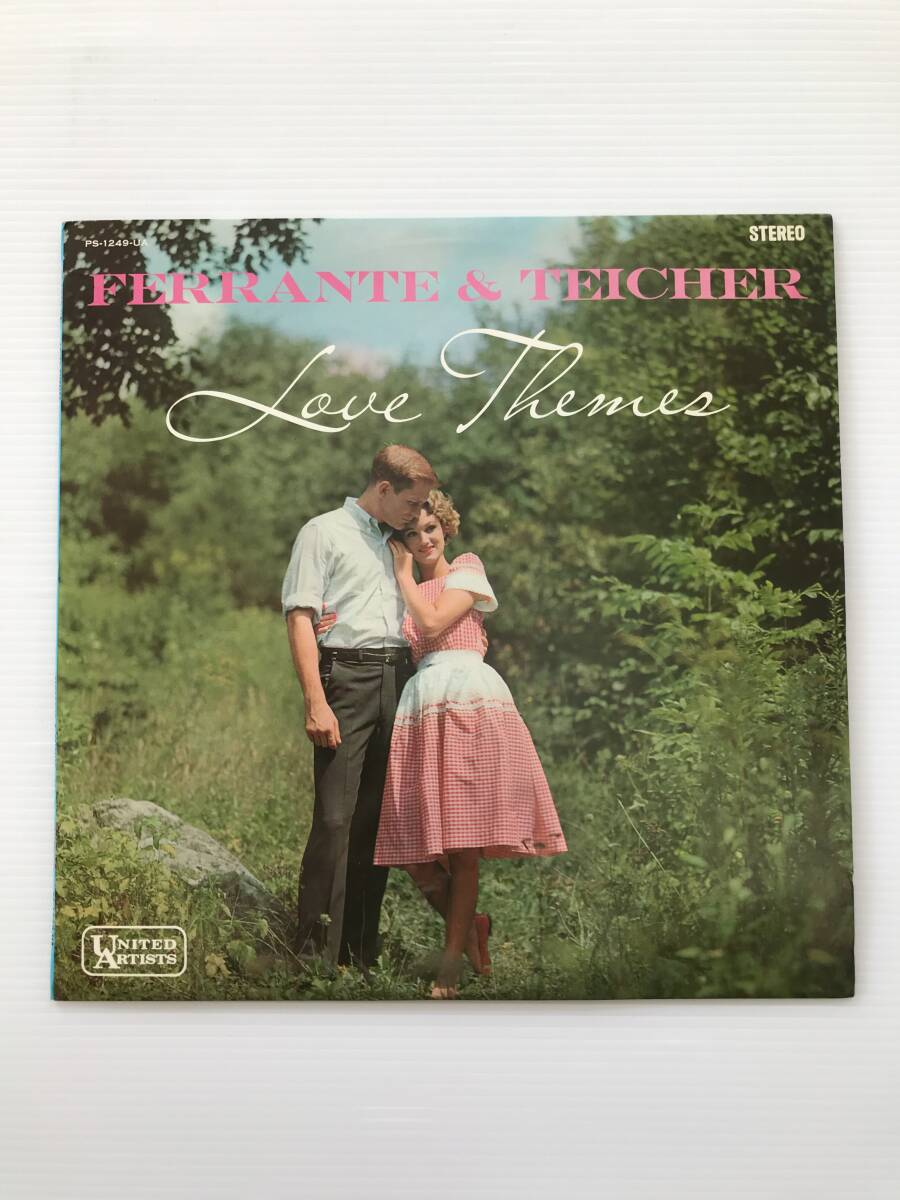 PS-1249-UA
STEREO
FERRANTE & TEICHER
Love Themes
UNITED
ARTISTS